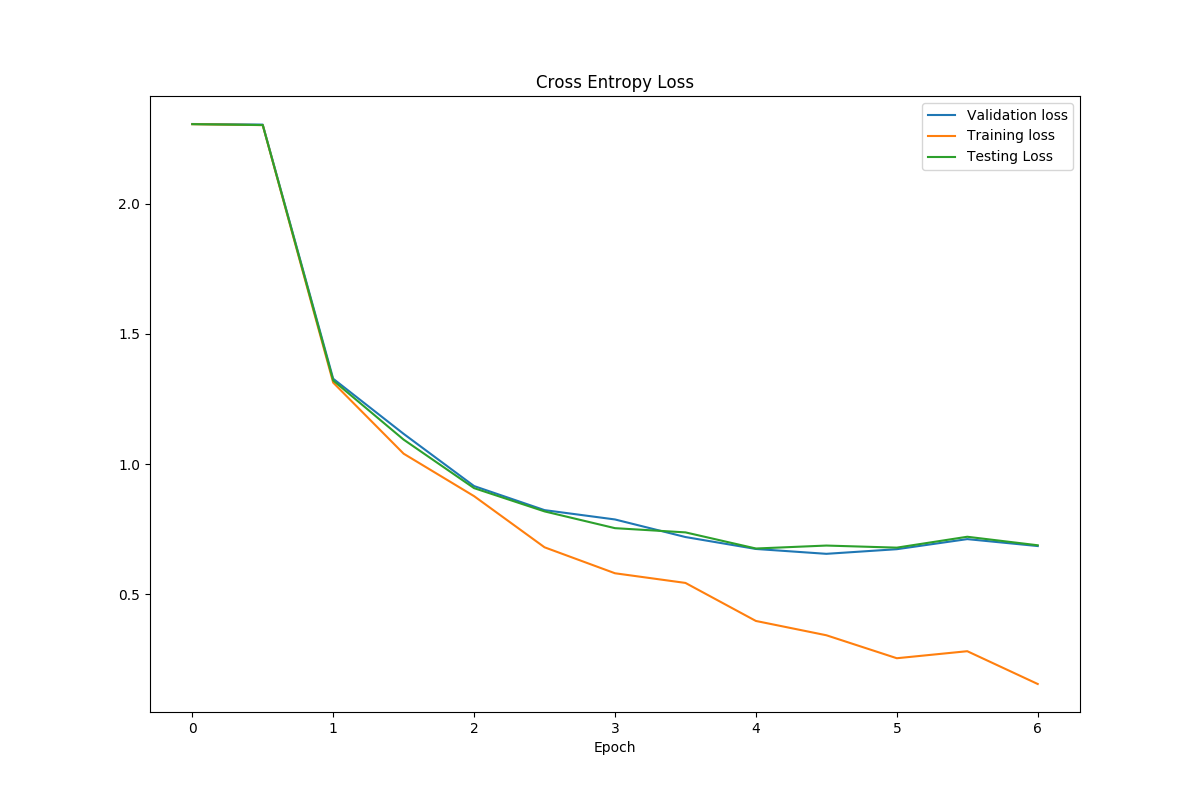 Cross Entropy Loss
Validation loss
Training loss
Testing Loss
2.0
1.5
1.0
0.5
0 1 2 3 4 5 6
Epoch